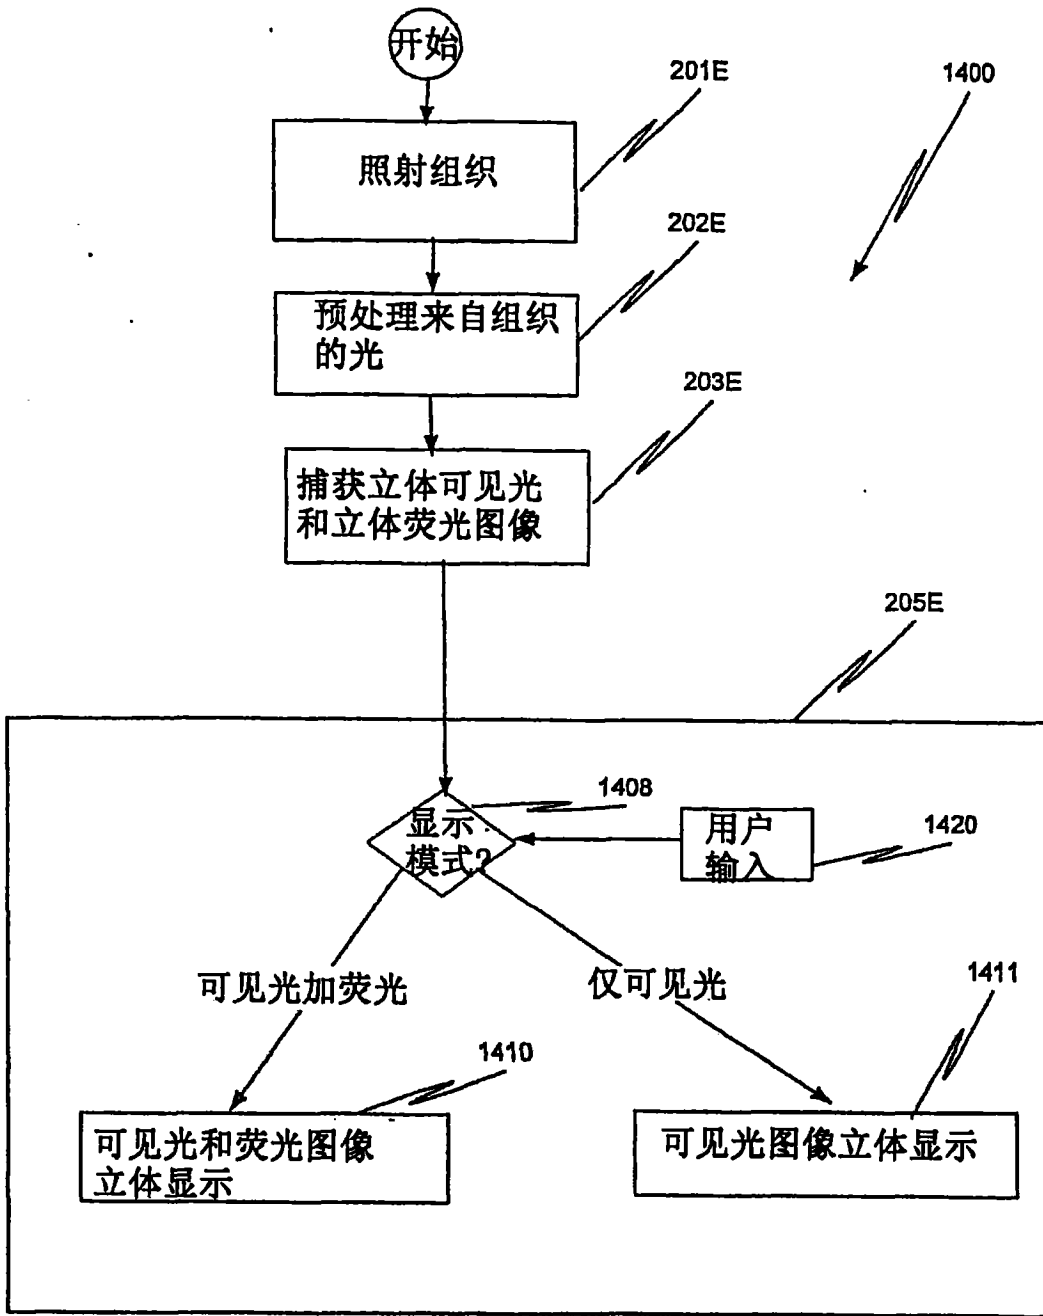 开始
201E
1400
照射组织
202E
预处理来自组织
的光
203E
捕获立体可见光
和立体荧光图像
205E
1408
显示
模式?
用户
输入
1420
可见光加荧光
仅可见光
1411
1410
可见光和荧光图像
立体显示
可见光图像立体显示